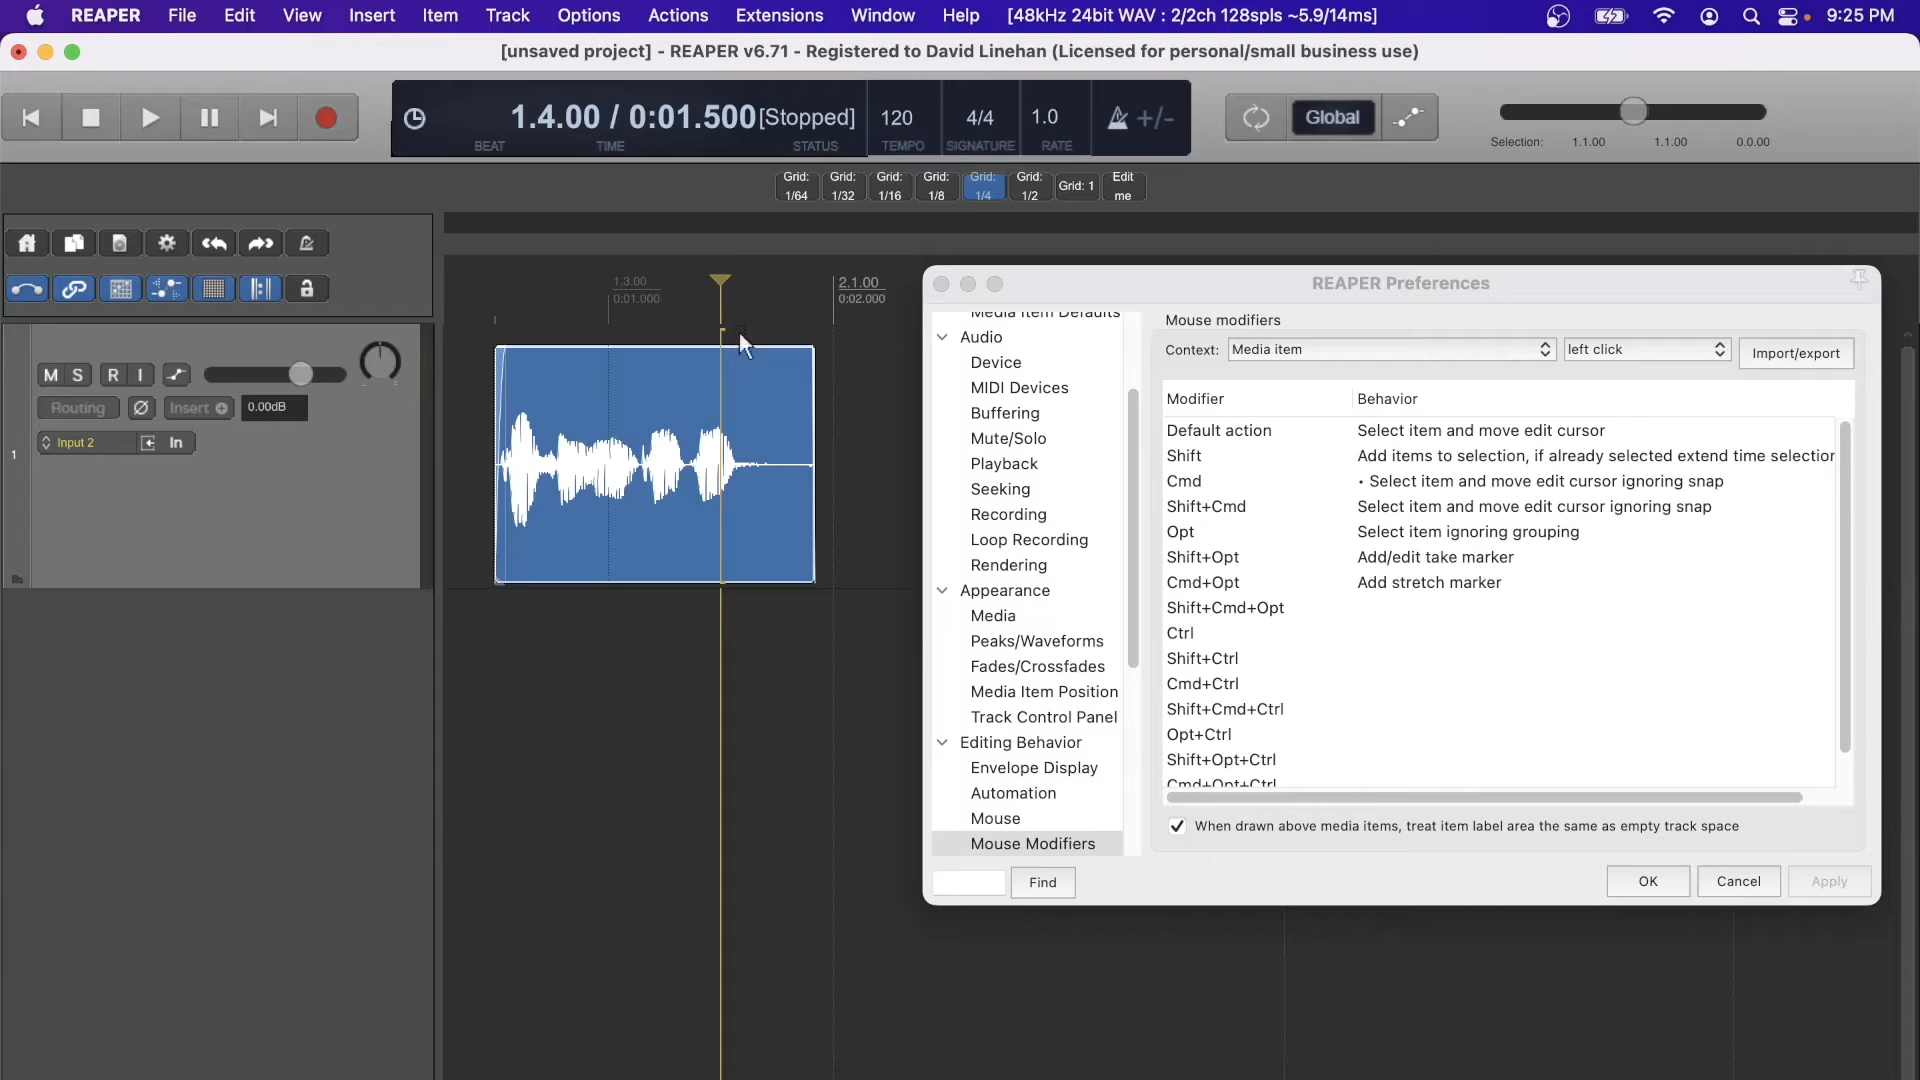 REAPER File Edit View Insert Item Track Options Actions Extensions Window Help [48kHz 24bit WAV : 2/2ch 128spls ~5.9/14ms] 9:25 PM
[unsaved project] - REAPER v6.71 - Registered to David Linehan (Licensed for personal/small business use)
1.4.00 / 0:01.500 [Stopped] 120 4/4 1.0 +/-
BEAT TIME STATUS TEMPO SIGNATURE RATE
Global
Selection: 1.1.00 1.1.00 0.0.00
Grid: 1/64
Grid: 1/32
Grid: 1/16
Grid: 1/8
Grid: 1/4
Grid: 1/2
Grid: 1
Edit me
1.3.00
0:01.000
2.1.00
0:02.000
1
M S R I
Routing Ø Insert 0.00dB
Input 2 In
REAPER Preferences
Media Item Defaults
Audio
Device
MIDI Devices
Buffering
Mute/Solo
Playback
Seeking
Recording
Loop Recording
Rendering
Appearance
Media
Peaks/Waveforms
Fades/Crossfades
Media Item Position
Track Control Panel
Editing Behavior
Envelope Display
Automation
Mouse
Mouse Modifiers
Find
Mouse modifiers
Context: Media item left click Import/export
Modifier Behavior
Default action Select item and move edit cursor
Shift Add items to selection, if already selected extend time selection
Cmd • Select item and move edit cursor ignoring snap
Shift+Cmd Select item and move edit cursor ignoring snap
Opt Select item ignoring grouping
Shift+Opt Add/edit take marker
Cmd+Opt Add stretch marker
Shift+Cmd+Opt
Ctrl
Shift+Ctrl
Cmd+Ctrl
Shift+Cmd+Ctrl
Opt+Ctrl
Shift+Opt+Ctrl
Cmd+Opt+Ctrl
When drawn above media items, treat item label area the same as empty track space
OK Cancel Apply